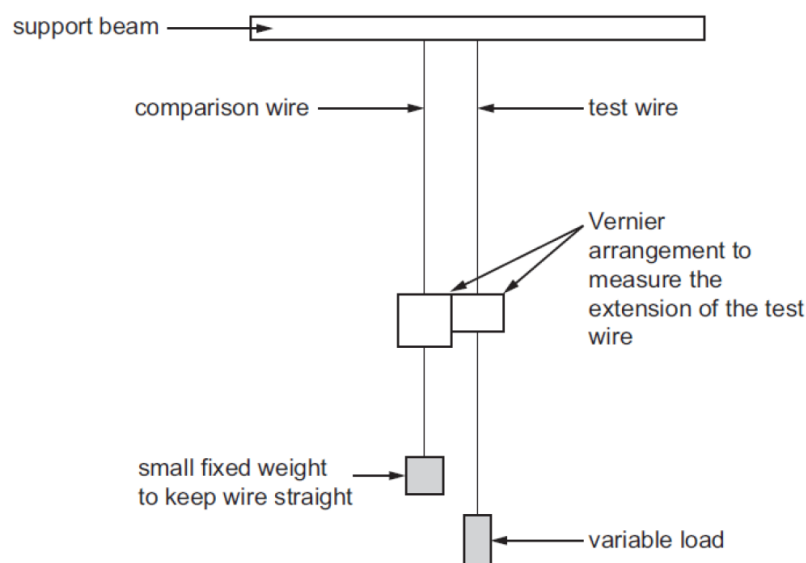 support beam
comparison wire
test wire
Vernier
arrangement to
measure the
extension of the test
wire
small fixed weight
to keep wire straight
variable load